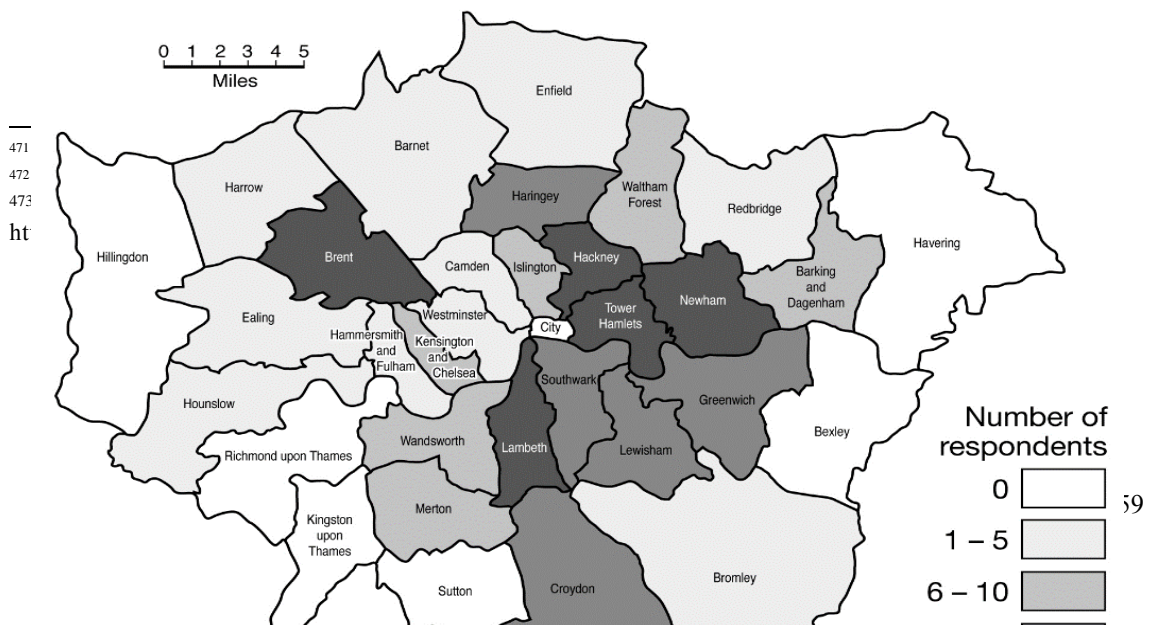 0 1 2 3 4 5
Miles
471
472
473
Enfield
Barnet
Harrow
Haringey
Waltham
Forest
Redbridge
Havering
Hillingdon
Brent
Camden
Islington
Hackney
Barking
and
Dagenham
Newham
Tower
Hamlets
Ealing
Westminster
City
Hammersmith
and
Fulham
Kensington
and
Chelsea
Southwark
Greenwich
Hounslow
Wandsworth
Lambeth
Lewisham
Bexley
Richmond upon Thames
Merton
Kingston
upon
Thames
Sutton
Croydon
Bromley
Number of
respondents
0
1 – 5
6 – 10
59